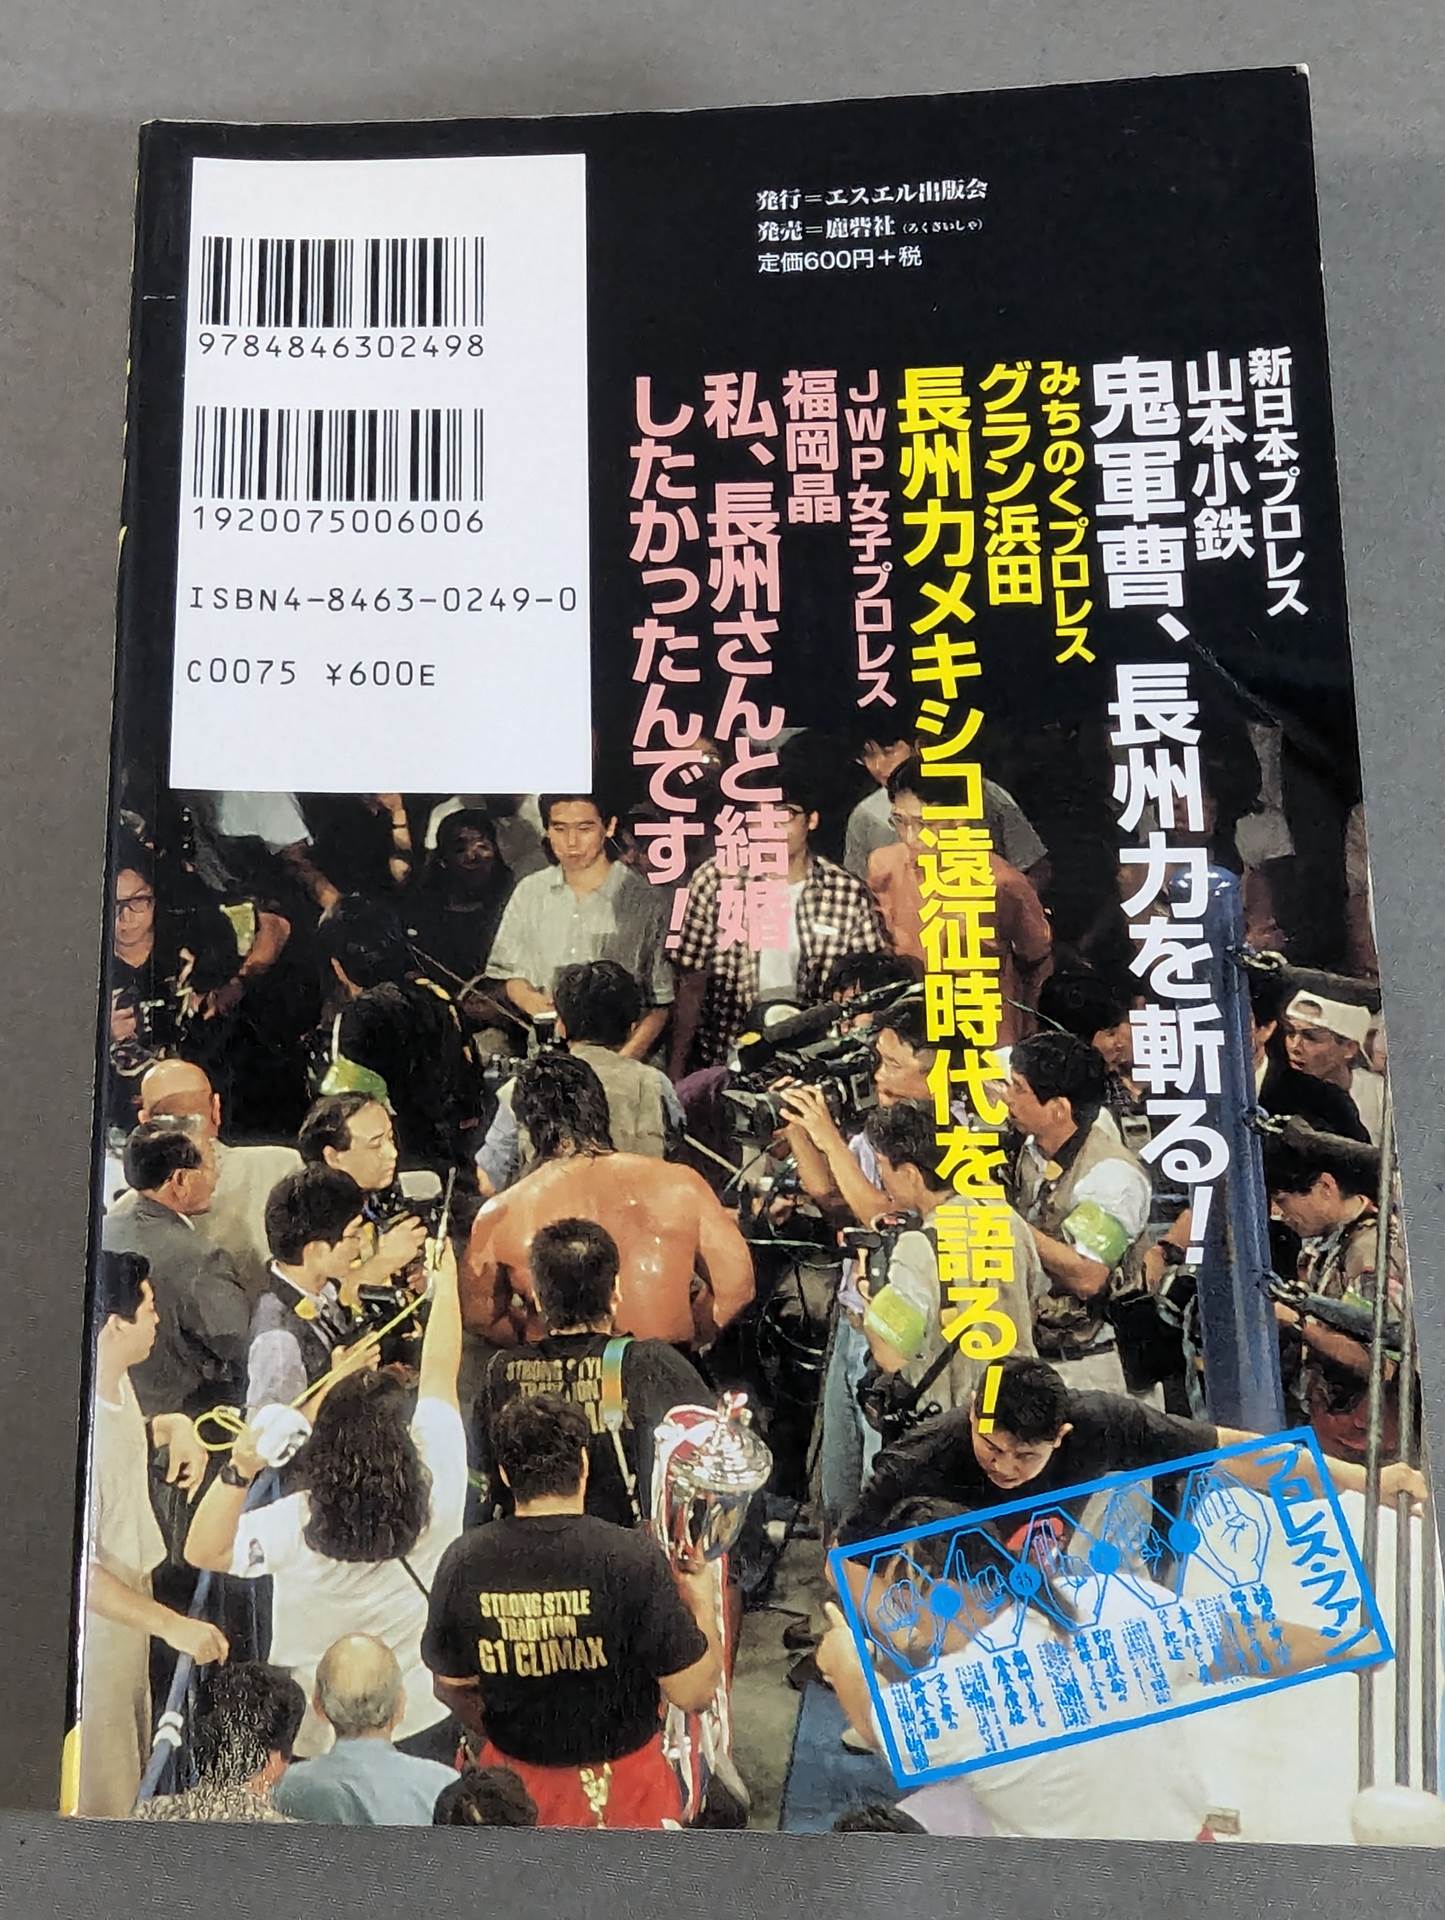 発行=エスエル出版会
発売=鹿砦社(ろくさいしゃ)
定価600円+税
9784846302498
1920075006006
ISBN4-8463-0249-0
C0075 ¥600E
新日本プロレス
山本小鉄
鬼軍曹、長州力を斬る!
みちのくプロレス
グラン浜田
長州力メキシコ遠征時代を語る!
JWP女子プロレス
福岡晶
私、長州さんと結婚
したかったんです!
STRONG STYLE
TRADITION
STRONG STYLE
TRADITION
G1 CLIMAX
プロレス・ファン